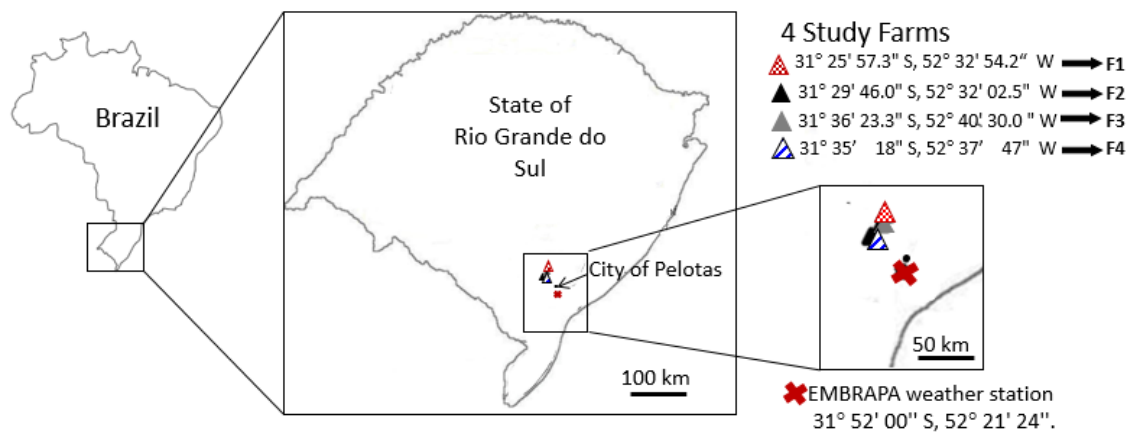 Brazil
State of
Rio Grande do
Sul
City of Pelotas
100 km
4 Study Farms
31° 25' 57.3" S, 52° 32' 54.2“ W F1
31° 29' 46.0" S, 52° 32' 02.5" W F2
31° 36' 23.3" S, 52° 40' 30.0 " W F3
31° 35’ 18" S, 52° 37’ 47" W F4
50 km
EMBRAPA weather station
31° 52' 00" S, 52° 21' 24".